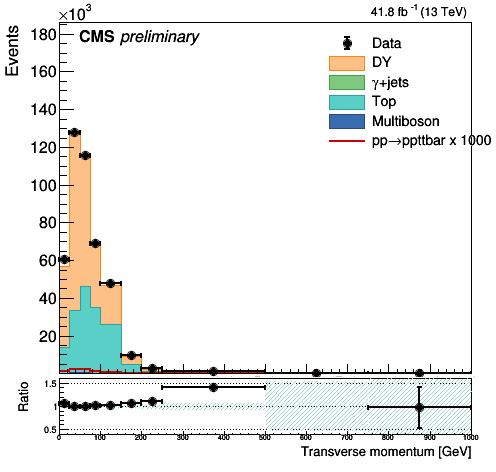 ×10³
41.8 fb ⁻¹ (13 TeV)
CMS preliminary
Events
180
160
140
120
100
80
60
40
20
Data
DY
γ+jets
Top
Multiboson
pp→ppttbar x 1000
Ratio
1.5
1
0.5
0 100 200 300 400 500 600 700 800 900 1000
Transverse momentum [GeV]